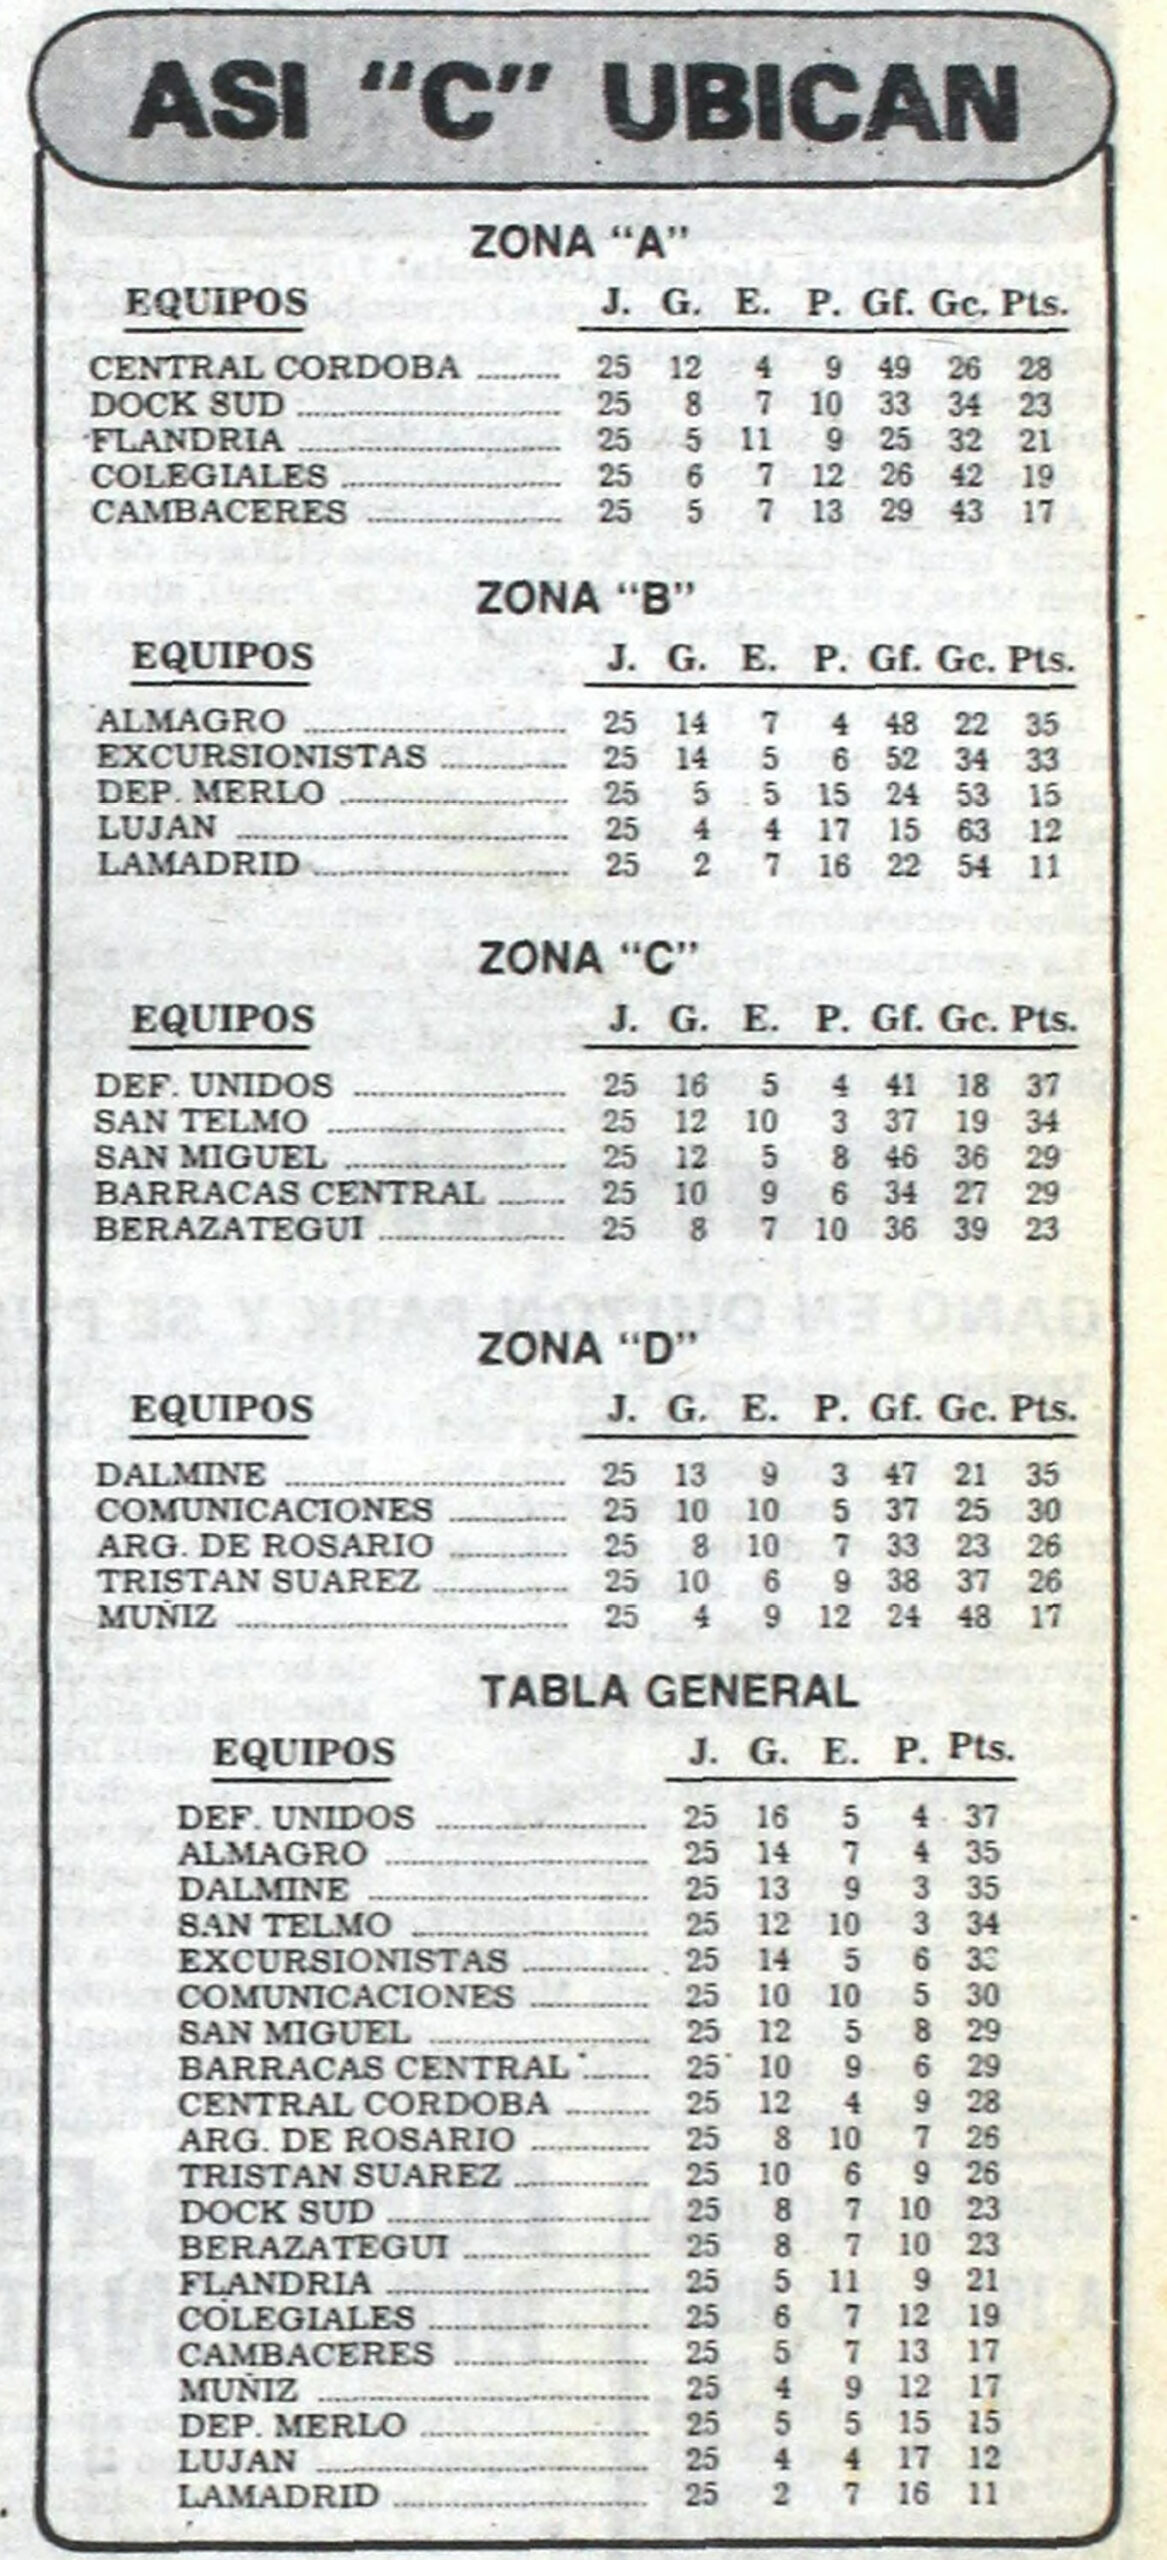 ASI "C" UBICAN
ZONA "A"
EQUIPOS J. G. E. P. Gf. Gc. Pts.
CENTRAL CORDOBA 25 12 4 9 49 26 28
DOCK SUD 25 8 7 10 33 34 23
FLANDRIA 25 5 11 9 25 32 21
COLEGIALES 25 6 7 12 26 42 19
CAMBACERES 25 5 7 13 29 43 17
ZONA "B"
EQUIPOS J. G. E. P. Gf. Gc. Pts.
ALMAGRO 25 14 7 4 48 22 35
EXCURSIONISTAS 25 14 5 6 52 34 33
DEP. MERLO 25 5 5 15 24 53 15
LUJAN 25 4 4 17 15 63 12
LAMADRID 25 2 7 16 22 54 11
ZONA "C"
EQUIPOS J. G. E. P. Gf. Gc. Pts.
DEF. UNIDOS 25 16 5 4 41 18 37
SAN TELMO 25 12 10 3 37 19 34
SAN MIGUEL 25 12 5 8 46 36 29
BARRACAS CENTRAL 25 10 9 6 34 27 29
BERAZATEGUI 25 8 7 10 36 39 23
ZONA "D"
EQUIPOS J. G. E. P. Gf. Gc. Pts.
DALMINE 25 13 9 3 47 21 35
COMUNICACIONES 25 10 10 5 37 25 30
ARG. DE ROSARIO 25 8 10 7 33 23 26
TRISTAN SUAREZ 25 10 6 9 38 37 26
MUÑIZ 25 4 9 12 24 48 17
TABLA GENERAL
EQUIPOS J. G. E. P. Pts.
DEF. UNIDOS 25 16 5 4 37
ALMAGRO 25 14 7 4 35
DALMINE 25 13 9 3 35
SAN TELMO 25 12 10 3 34
EXCURSIONISTAS 25 14 5 6 33
COMUNICACIONES 25 10 10 5 30
SAN MIGUEL 25 12 5 8 29
BARRACAS CENTRAL 25 10 9 6 29
CENTRAL CORDOBA 25 12 4 9 28
ARG. DE ROSARIO 25 8 10 7 26
TRISTAN SUAREZ 25 10 6 9 26
DOCK SUD 25 8 7 10 23
BERAZATEGUI 25 8 7 10 23
FLANDRIA 25 5 11 9 21
COLEGIALES 25 6 7 12 19
CAMBACERES 25 5 7 13 17
MUÑIZ 25 4 9 12 17
DEP. MERLO 25 5 5 15 15
LUJAN 25 4 4 17 12
LAMADRID 25 2 7 16 11